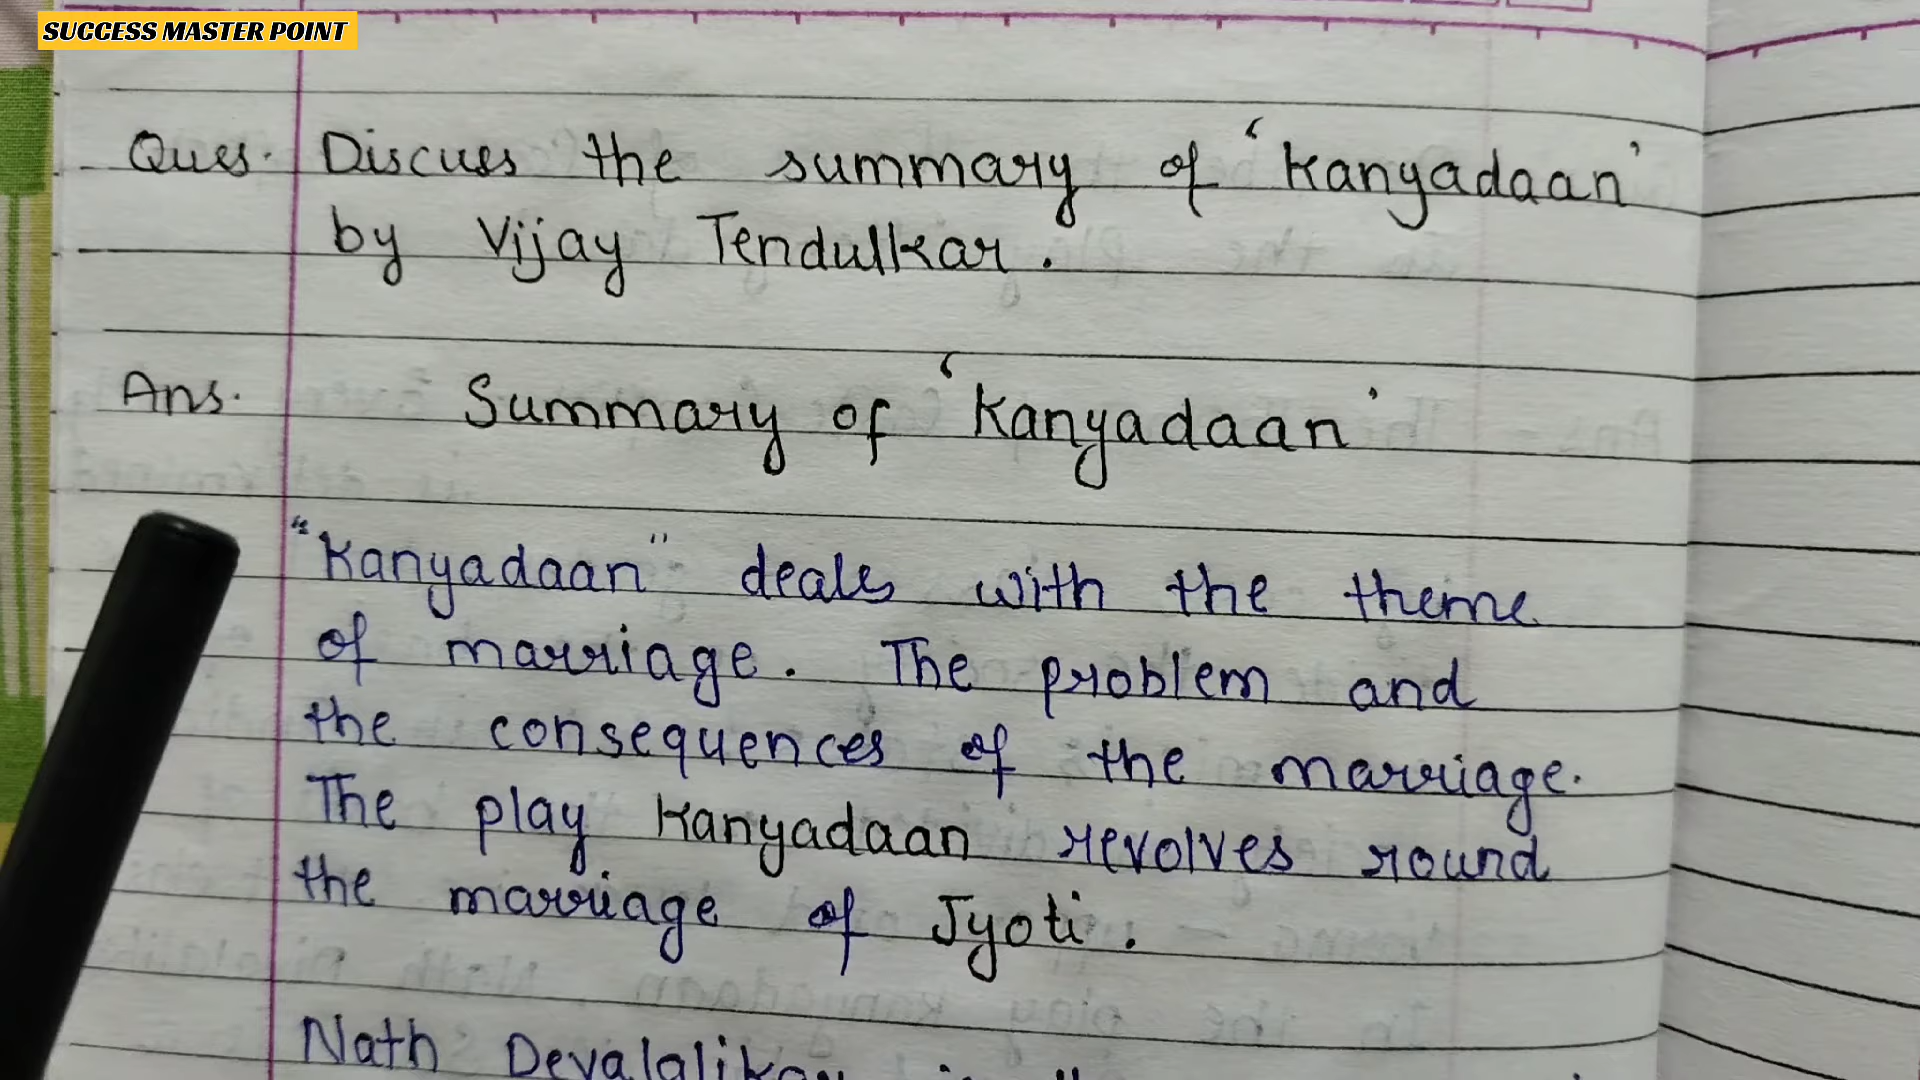 SUCCESS MASTER POINT
Ques. Discuss the summary of 'Kanyadaan'
by Vijay Tendulkar.
Ans. Summary of 'Kanyadaan'
"Kanyadaan" deals with the theme
of marriage. The problem and
the consequences of the marriage.
The play Kanyadaan revolves round
the marriage of Jyoti.
Nath Devalalikar